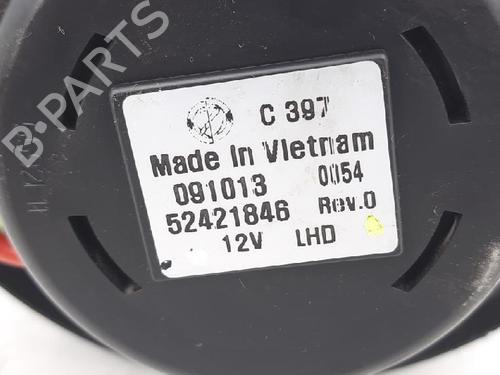 B-PARTS
C 397
Made in Vietnam
091013 0054
52421846 Rev.0
12V LHD